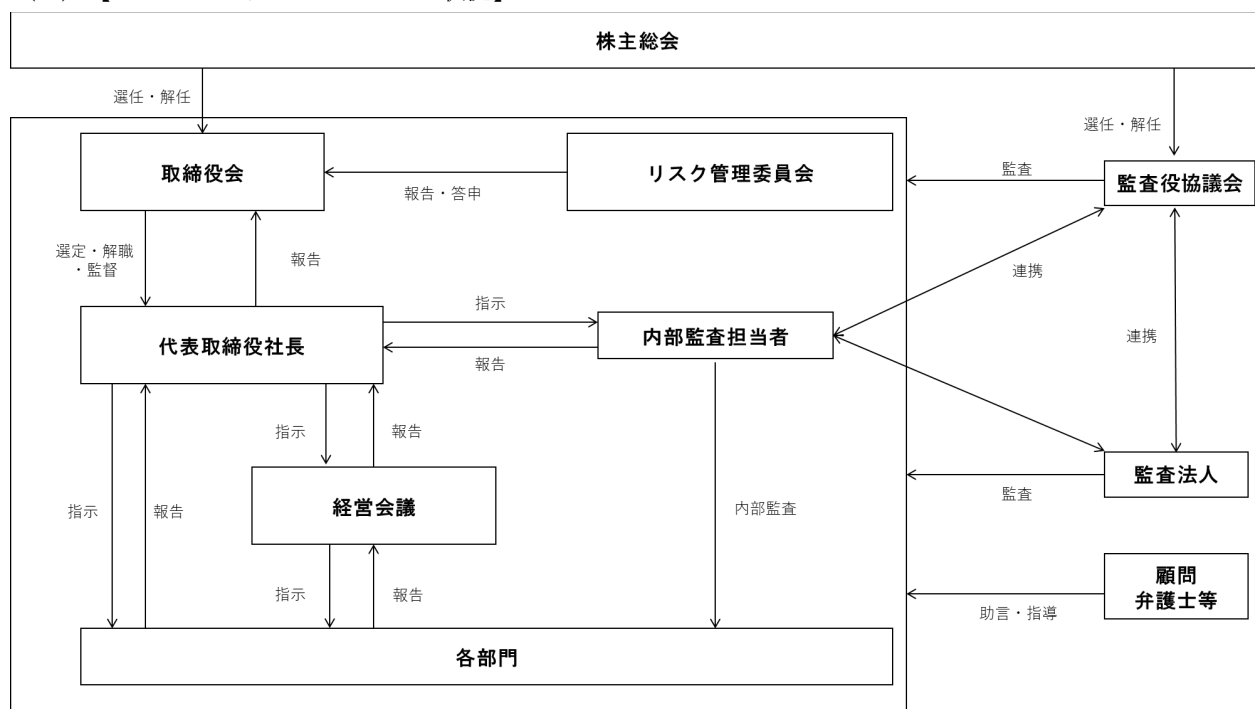 株主総会
選任・解任
選任・解任
取締役会
リスク管理委員会
監査
監査役協議会
報告・答申
選定・解職
・監督
報告
連携
指示
代表取締役社長
内部監査担当者
連携
報告
指示
報告
監査法人
経営会議
監査
指示
報告
内部監査
顧問
弁護士等
指示
報告
助言・指導
各部門